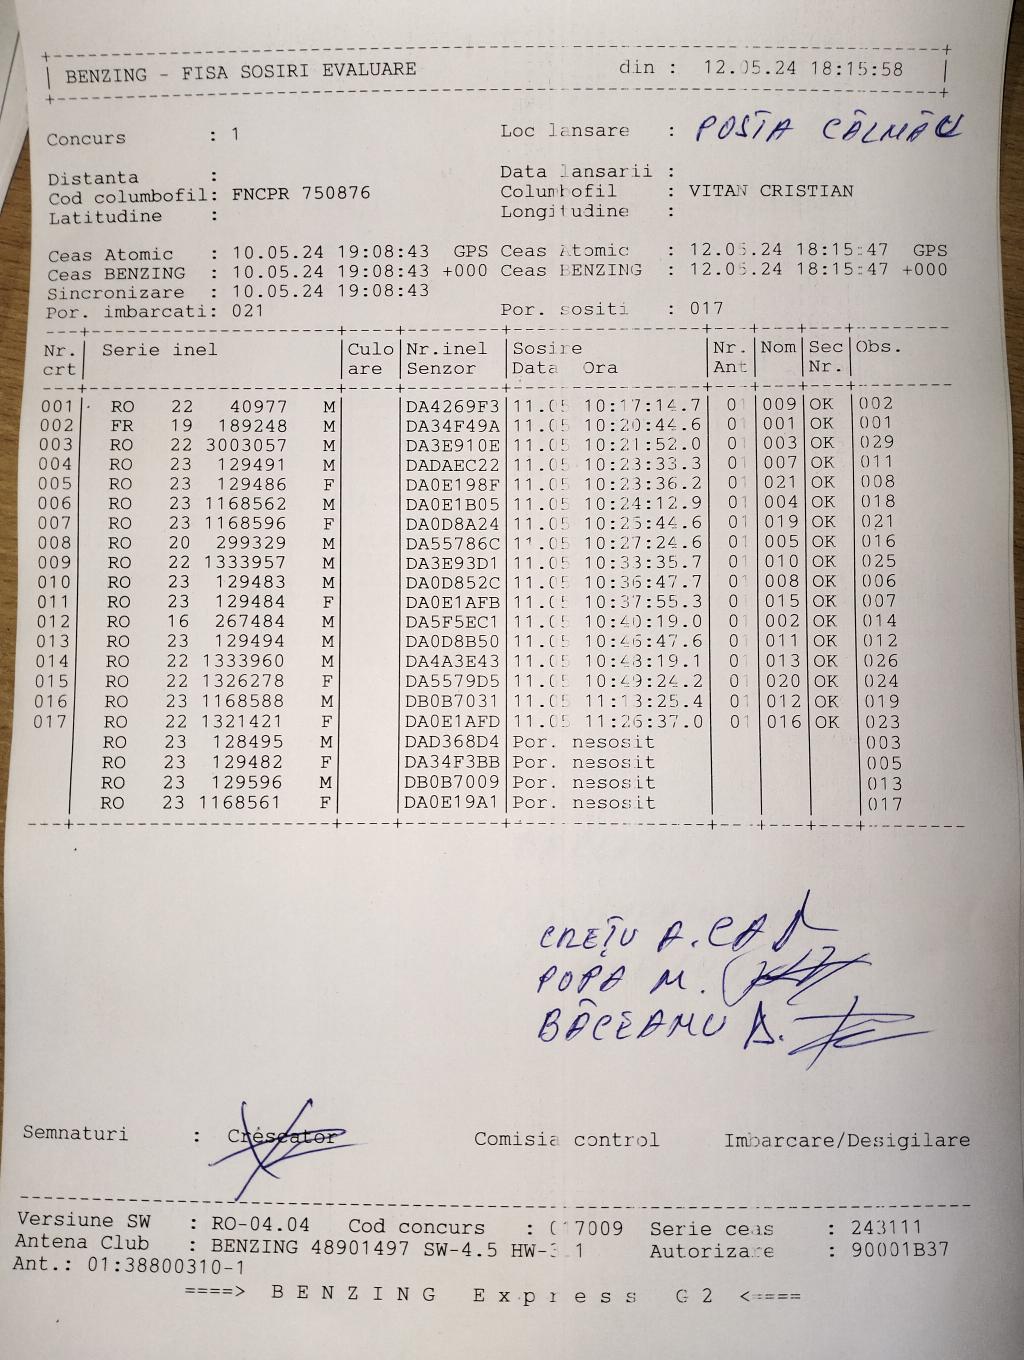 BENZING - FISA SOSIRI EVALUARE din : 12.05.24 18:15:58
Concurs : 1 Loc lansare : POSTA CÂLNĂU
Distanta : Data lansarii :
Cod columbofil: FNCPR 750876 Columbofil : VITAN CRISTIAN
Latitudine : Longitudine :
Ceas Atomic : 10.05.24 19:08:43 GPS Ceas Atomic : 12.05.24 18:15:47 GPS
Ceas BENZING : 10.05.24 19:08:43 +000 Ceas BENZING : 12.05.24 18:15:47 +000
Sincronizare : 10.05.24 19:08:43
Por. imbarcati: 021 Por. sositi : 017
Nr. Serie inel Culo Nr.inel Sosire Nr. Nom Sec Obs.
crt are Senzor Data Ora Ant Nr.
001 RO 22 40977 M DA4269F3 11.05 10:17:14.7 01 009 OK 002
002 FR 19 189248 M DA34F49A 11.05 10:20:44.6 01 001 OK 001
003 RO 22 3003057 M DA3E910E 11.05 10:21:52.0 01 003 OK 029
004 RO 23 129491 M DADAEC22 11.05 10:23:33.3 01 007 OK 011
005 RO 23 129486 F DA0E198F 11.05 10:23:36.2 01 021 OK 008
006 RO 23 1168562 M DA0E1B05 11.05 10:24:12.9 01 004 OK 018
007 RO 23 1168596 F DA0D8A24 11.05 10:25:44.6 01 019 OK 021
008 RO 20 299329 M DA55786C 11.05 10:27:24.6 01 005 OK 016
009 RO 22 1333957 M DA3E93D1 11.05 10:33:35.7 01 010 OK 025
010 RO 23 129483 M DA0D852C 11.05 10:36:47.7 01 008 OK 006
011 RO 23 129484 F DA0E1AFB 11.05 10:37:55.3 01 015 OK 007
012 RO 16 267484 M DA5F5EC1 11.05 10:40:19.0 01 002 OK 014
013 RO 23 129494 M DA0D8B50 11.05 10:46:47.6 01 011 OK 012
014 RO 22 1333960 M DA4A3E43 11.05 10:48:19.1 01 013 OK 026
015 RO 22 1326278 F DA5579D5 11.05 10:49:24.2 01 020 OK 024
016 RO 23 1168588 M DB0B7031 11.05 11:13:25.4 01 012 OK 019
017 RO 22 1321421 F DA0E1AFD 11.05 11:26:37.0 01 016 OK 023
RO 23 128495 M DAD368D4 Por. nesosit 003
RO 23 129482 F DA34F3BB Por. nesosit 005
RO 23 129596 M DB0B7009 Por. nesosit 013
RO 23 1168561 F DA0E19A1 Por. nesosit 017
CREȚU A.
POPA M.
BÂCEANU D.
Semnaturi : Crescator Comisia control Imbarcare/Desigilare
Versiune SW : RO-04.04 Cod concurs : 017009 Serie ceas : 243111
Antena Club : BENZING 48901497 SW-4.5 HW-3.1 Autorizare : 90001B37
Ant.: 01:38800310-1
====> B E N Z I N G E x p r e s s G 2 <====